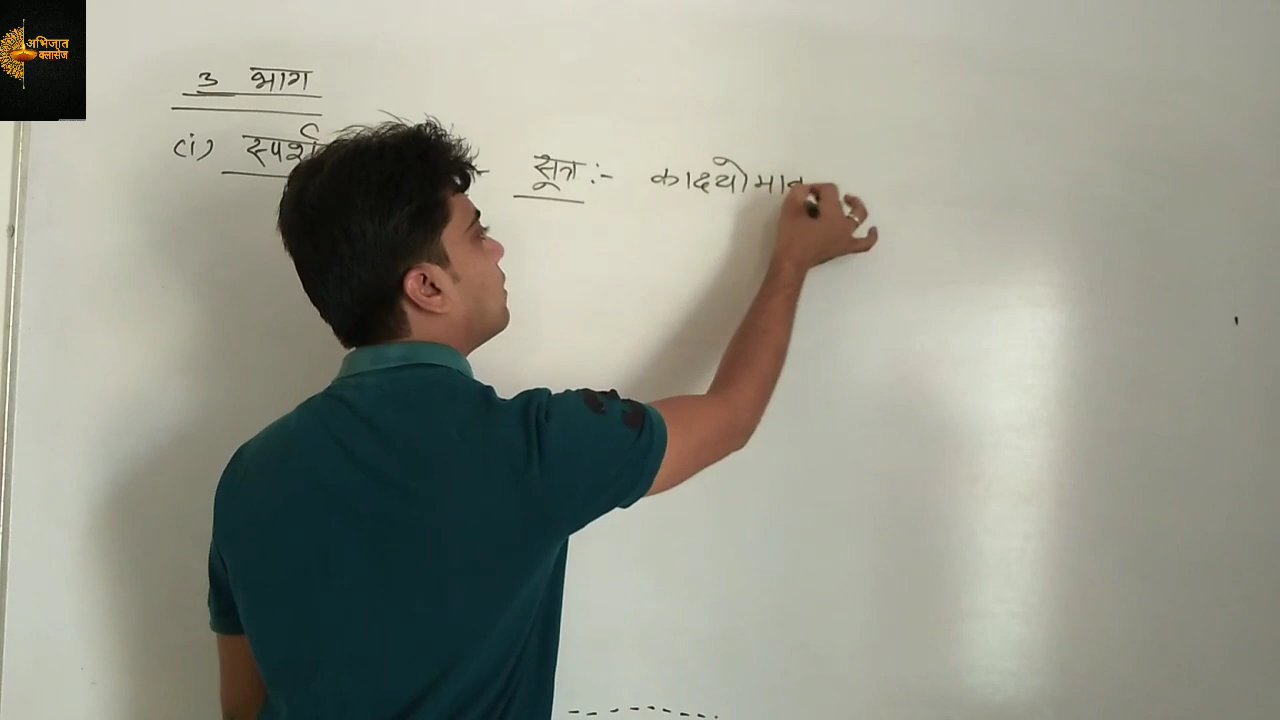 अभिजात
क्लासेज
3 भाग
(i) स्पर्श :- सूत्र :- कादयोमाव